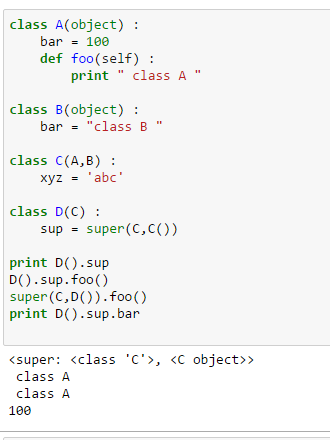 class A(object) :
    bar = 100
    def foo(self) :
        print " class A "
class B(object) :
    bar = "class B "
class C(A,B) :
    xyz = 'abc'
class D(C) :
    sup = super(C,C())
print D().sup
D().sup.foo()
super(C,D()).foo()
print D().sup.bar
<super: <class 'C'>, <C object>>
 class A
 class A
100